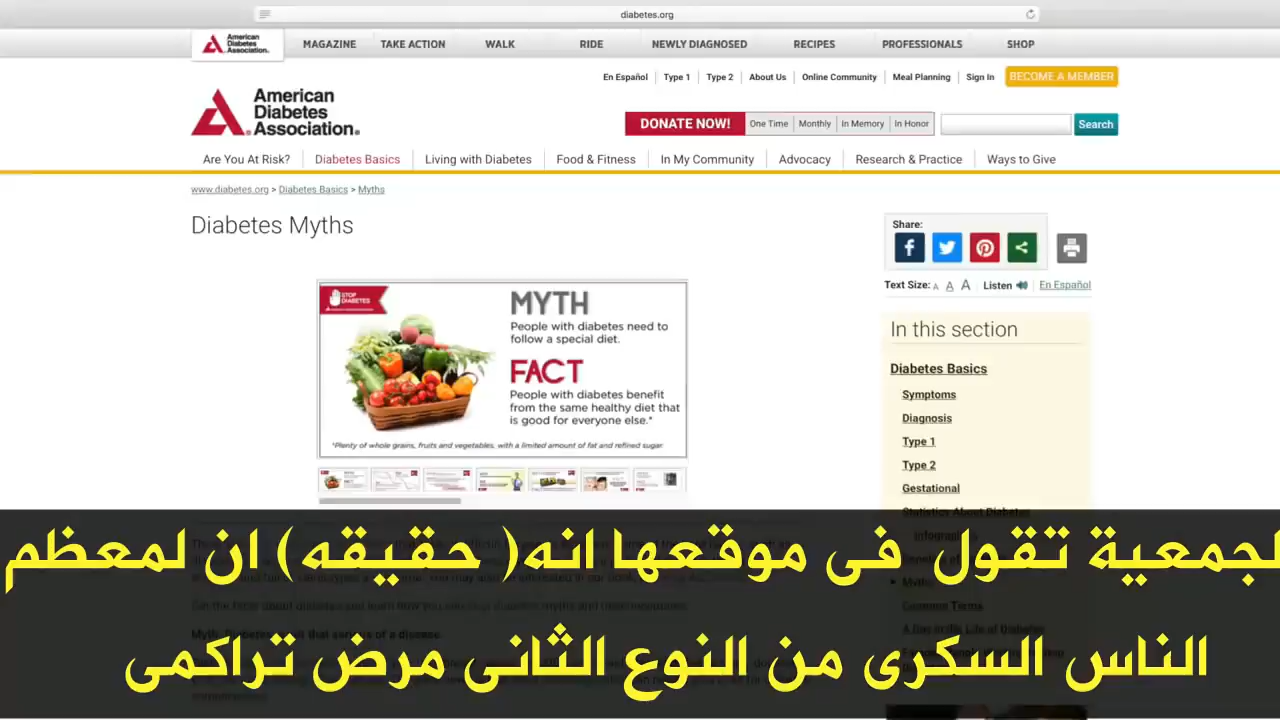 diabetes.org
American Diabetes Association.
MAGAZINE TAKE ACTION WALK RIDE NEWLY DIAGNOSED RECIPES PROFESSIONALS SHOP
En Español Type 1 Type 2 About Us Online Community Meal Planning Sign In BECOME A MEMBER
American
Diabetes
Association.
DONATE NOW! One Time Monthly In Memory In Honor Search
Are You At Risk? Diabetes Basics Living with Diabetes Food & Fitness In My Community Advocacy Research & Practice Ways to Give
www.diabetes.org > Diabetes Basics > Myths
Diabetes Myths
Share:
Text Size: A A A Listen En Español
STOP
DIABETES
MYTH
People with diabetes need to
follow a special diet.
FACT
People with diabetes benefit
from the same healthy diet that
is good for everyone else.*
*Plenty of whole grains, fruits and vegetables, with a limited amount of fat and refined sugar.
In this section
Diabetes Basics
Symptoms
Diagnosis
Type 1
Type 2
Gestational
Statistics About Diabetes
لجمعية تقول فى موقعها انه( حقيقه) ان لمعظم
الناس السكرى من النوع الثانى مرض تراكمى
Myths
Common Terms